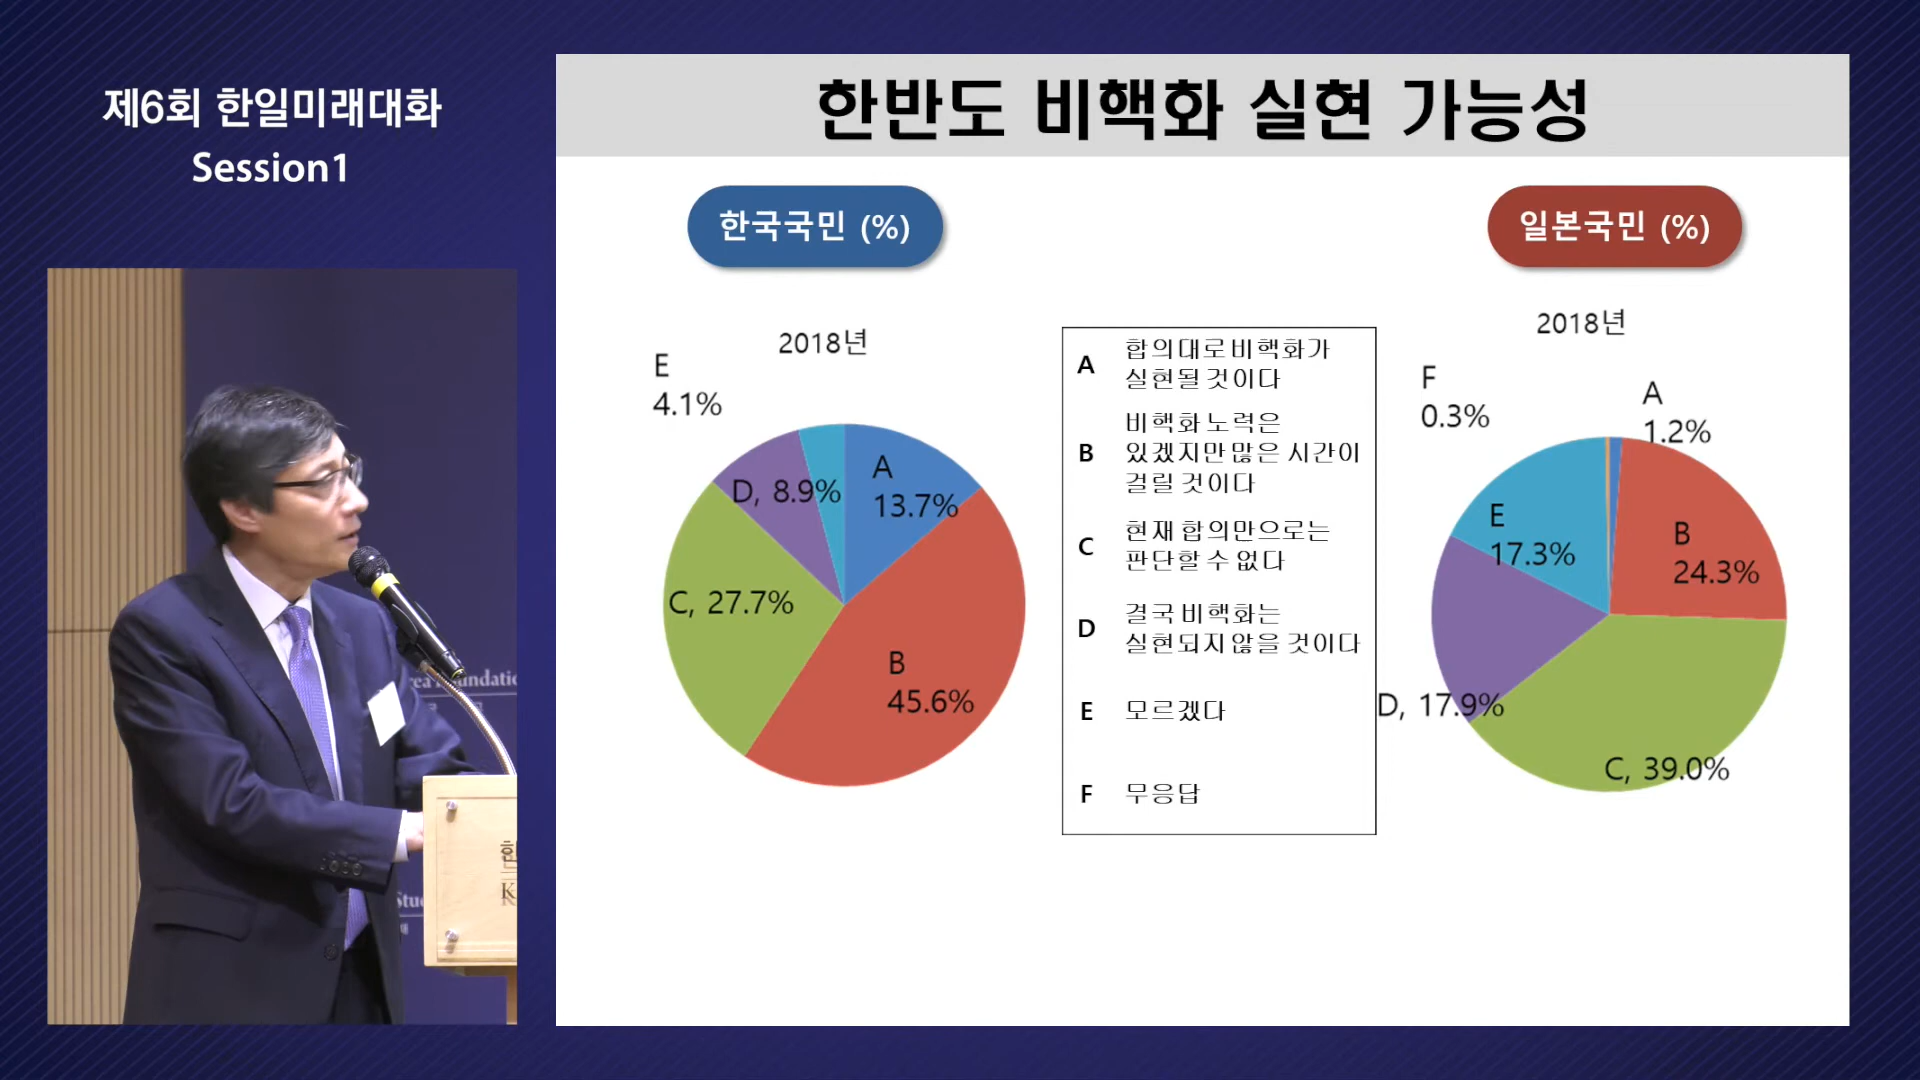 제6회 한일미래대화
Session1
한반도 비핵화 실현 가능성
한국국민 (%)
일본국민 (%)
2018년
E
4.1%
A
13.7%
D, 8.9%
C, 27.7%
B
45.6%
A
합의대로 비핵화가
실현될 것이다
B
비핵화 노력은
있겠지만 많은 시간이
걸릴 것이다
C
현재 합의만으로는
판단할 수 없다
D
결국 비핵화는
실현되지 않을 것이다
E
모르겠다
F
무응답
2018년
F
0.3%
A
1.2%
E
17.3%
B
24.3%
D, 17.9%
C, 39.0%